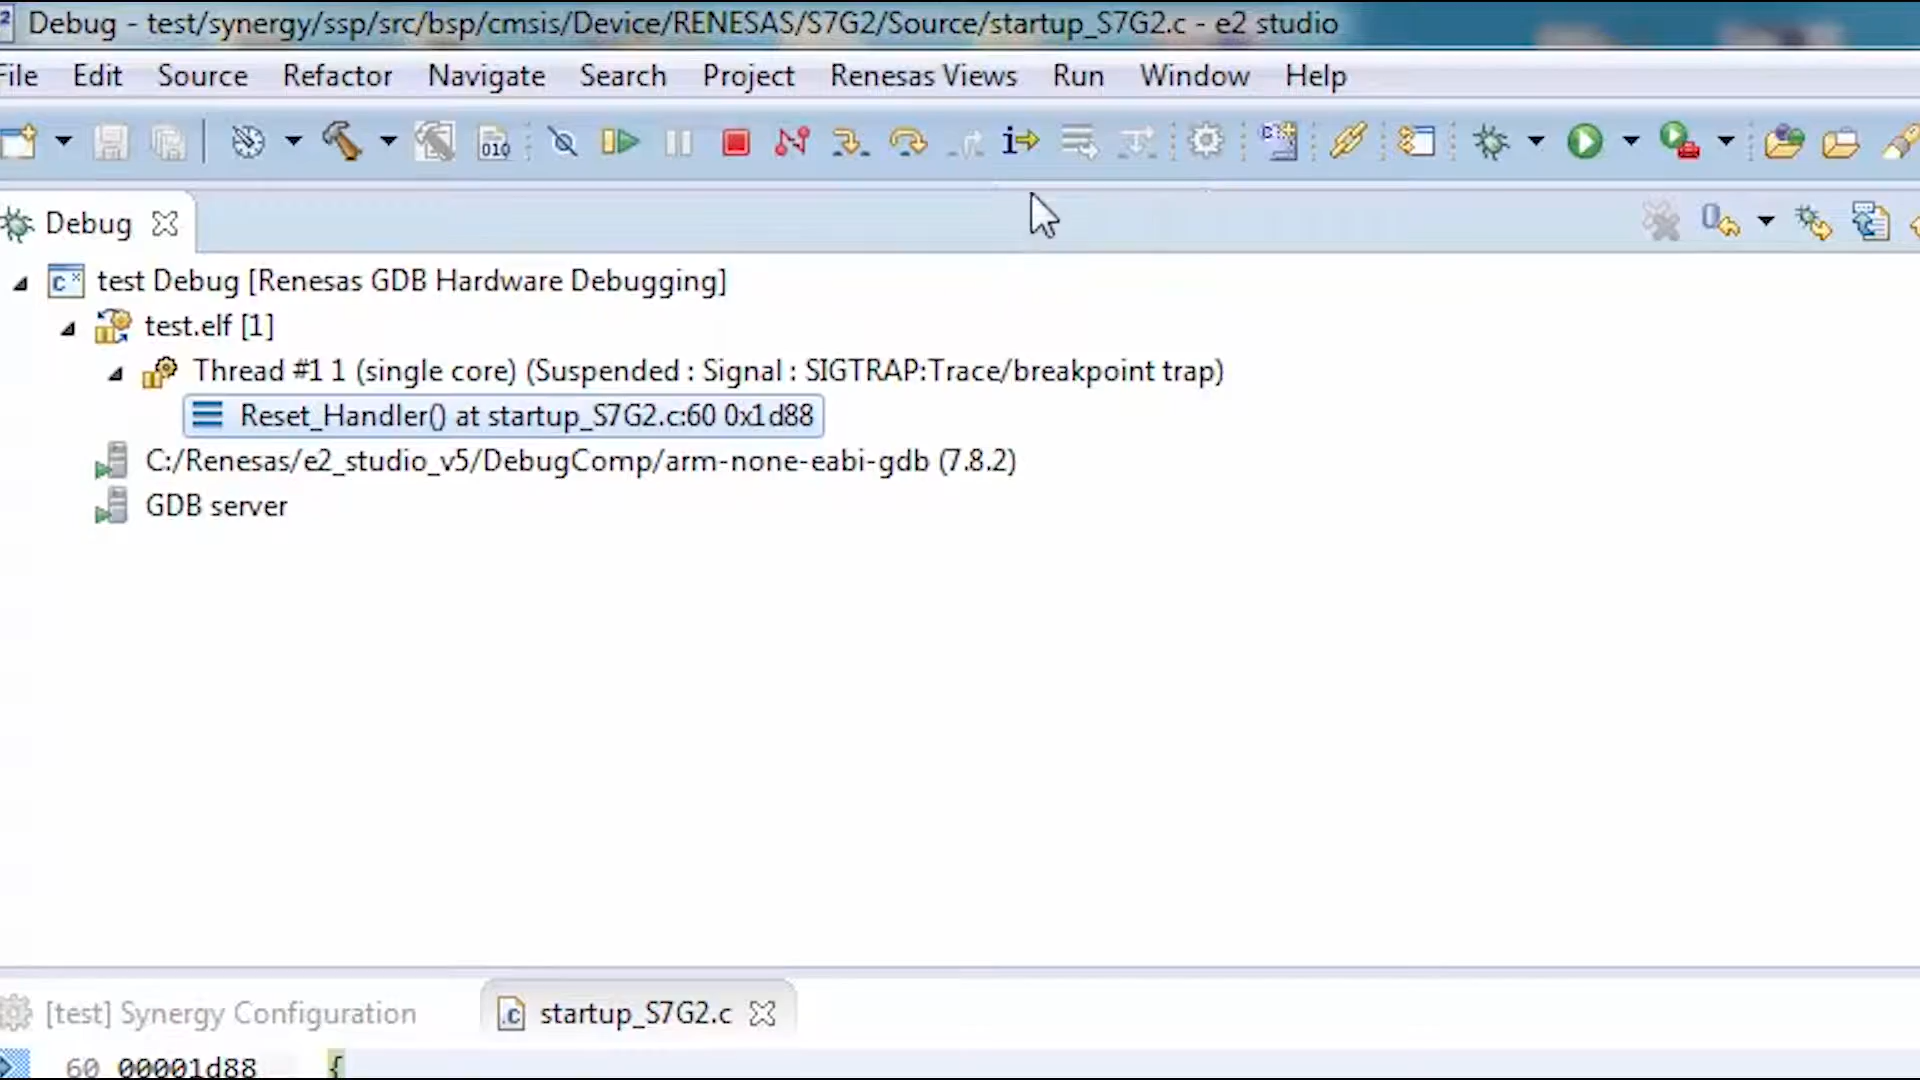 Debug - test/synergy/ssp/src/bsp/cmsis/Device/RENESAS/S7G2/Source/startup_S7G2.c - e2 studio
File Edit Source Refactor Navigate Search Project Renesas Views Run Window Help
010
Debug
test Debug [Renesas GDB Hardware Debugging]
test.elf [1]
Thread #1 1 (single core) (Suspended : Signal : SIGTRAP:Trace/breakpoint trap)
Reset_Handler() at startup_S7G2.c:60 0x1d88
C:/Renesas/e2_studio_v5/DebugComp/arm-none-eabi-gdb (7.8.2)
GDB server
[test] Synergy Configuration startup_S7G2.c
60 00001d88 {